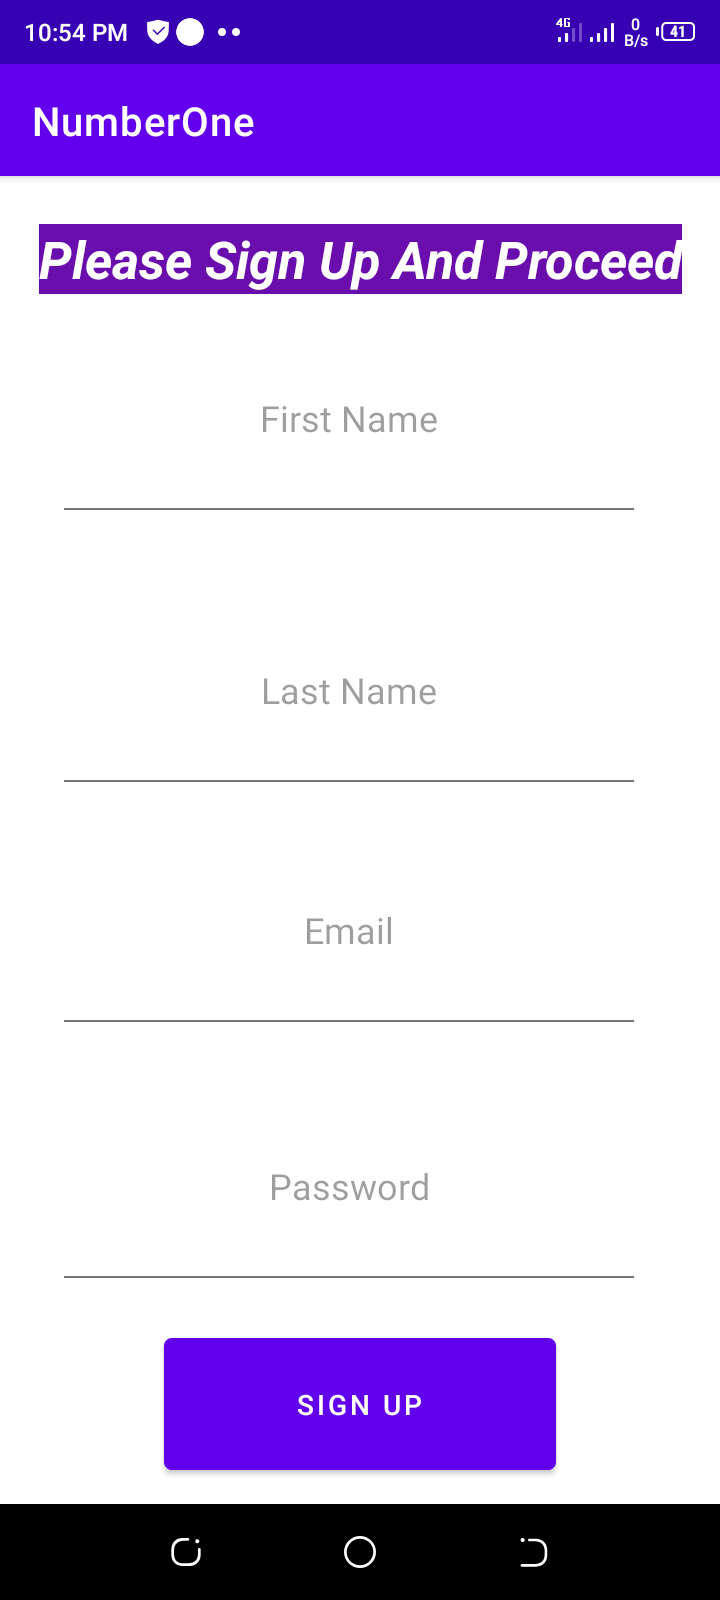 10:54 PM 4G 0 B/s 41
NumberOne
Please Sign Up And Proceed
First Name
Last Name
Email
Password
SIGN UP